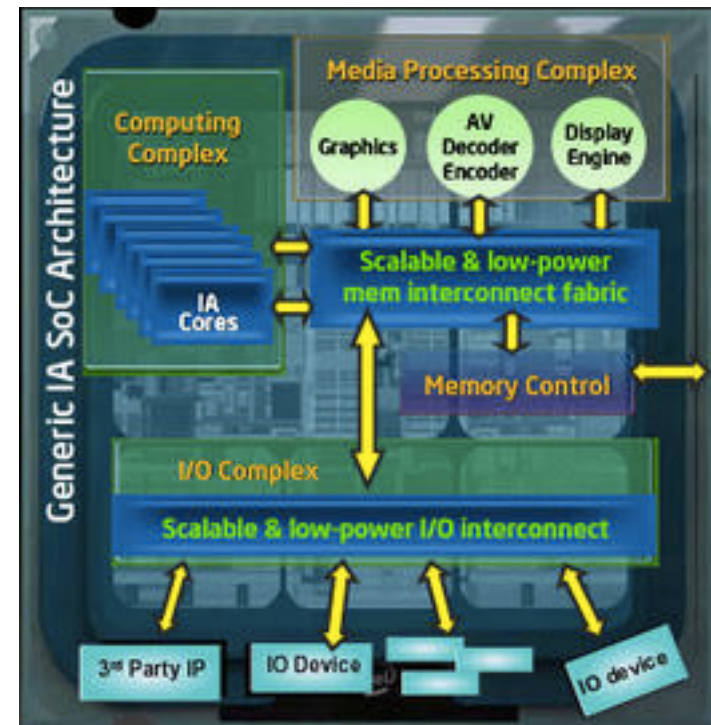 Generic IA SoC Architecture
Media Processing Complex
Computing
Complex
Graphics
AV
Decoder
Encoder
Display
Engine
IA
Cores
Scalable & low-power
mem interconnect fabric
Memory Control
I/O Complex
Scalable & low-power I/O interconnect
3rd Party IP
IO Device
IO device